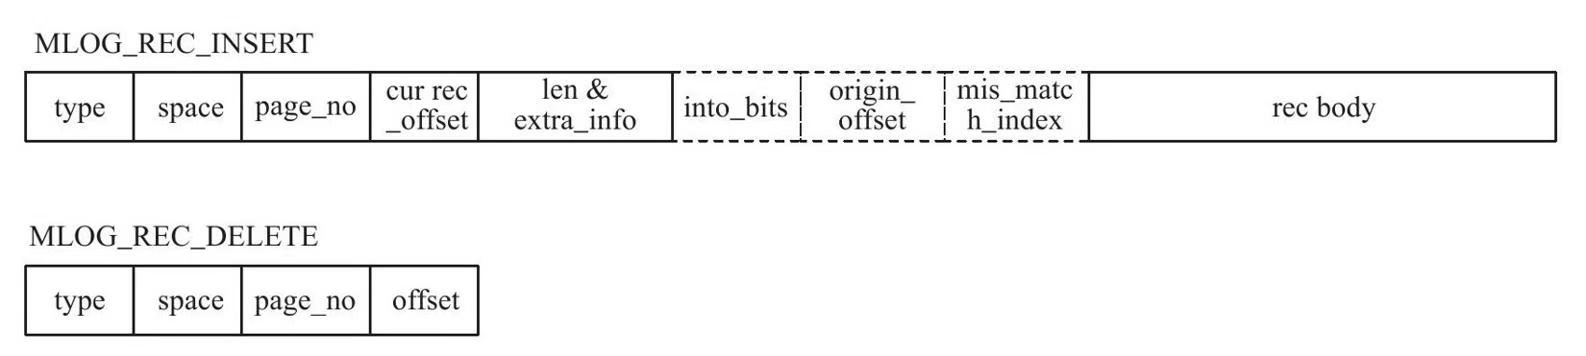 MLOG_REC_INSERT
type space page_no cur rec len & into_bits origin_ mis_matc rec body
_offset extra_info offset h_index
MLOG_REC_DELETE
type space page_no offset